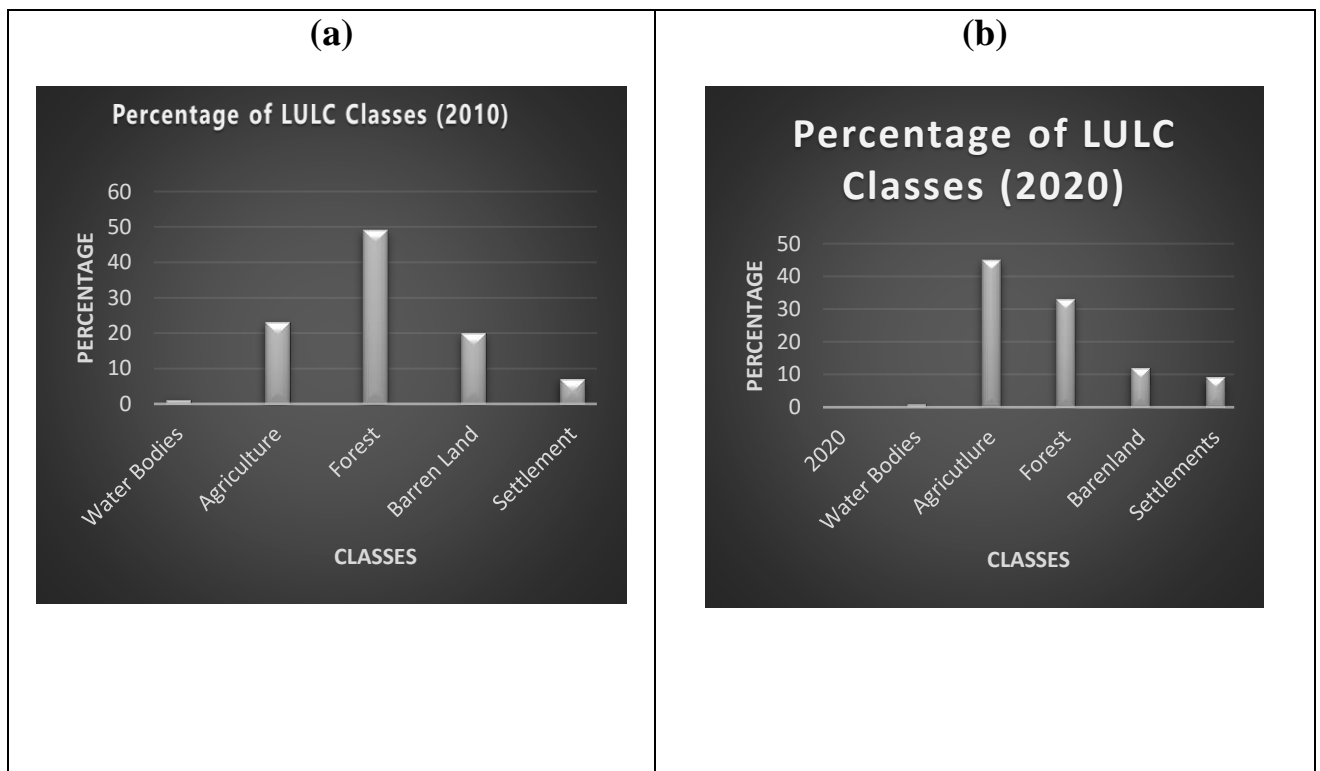 (a)
Percentage of LULC Classes (2010)
PERCENTAGE
60
50
40
30
20
10
0
Water Bodies
Agriculture
Forest
Barren Land
Settlement
CLASSES
(b)
Percentage of LULC
Classes (2020)
PERCENTAGE
50
40
30
20
10
0
2020
Water Bodies
Agricutlure
Forest
Barenland
Settlements
CLASSES